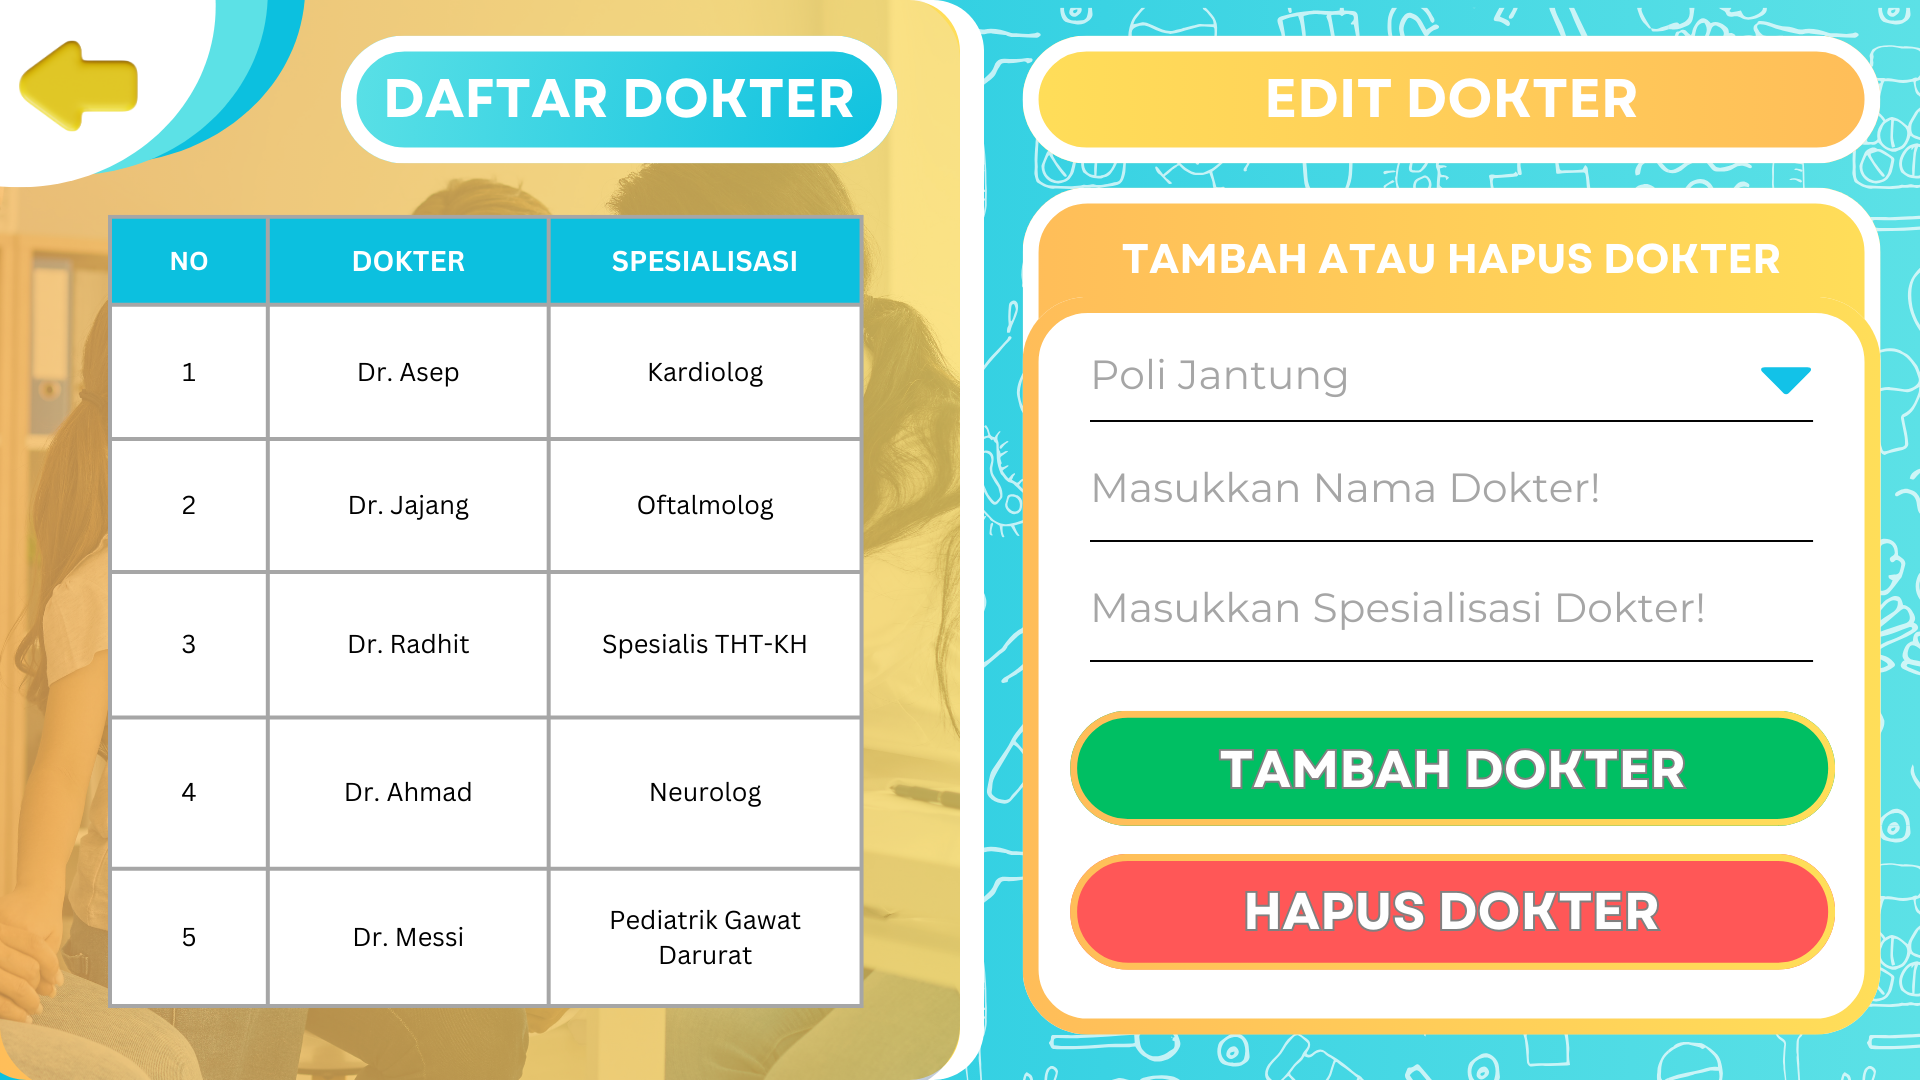 DAFTAR DOKTER
NO DOKTER SPESIALISASI
1 Dr. Asep Kardiolog
2 Dr. Jajang Oftalmolog
3 Dr. Radhit Spesialis THT-KH
4 Dr. Ahmad Neurolog
5 Dr. Messi Pediatrik Gawat
Darurat
EDIT DOKTER
TAMBAH ATAU HAPUS DOKTER
Poli Jantung
Masukkan Nama Dokter!
Masukkan Spesialisasi Dokter!
TAMBAH DOKTER
HAPUS DOKTER